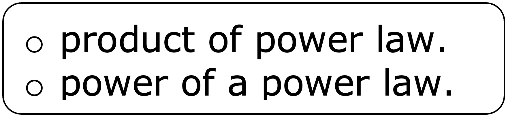 ○ product of power law.
○ power of a power law.